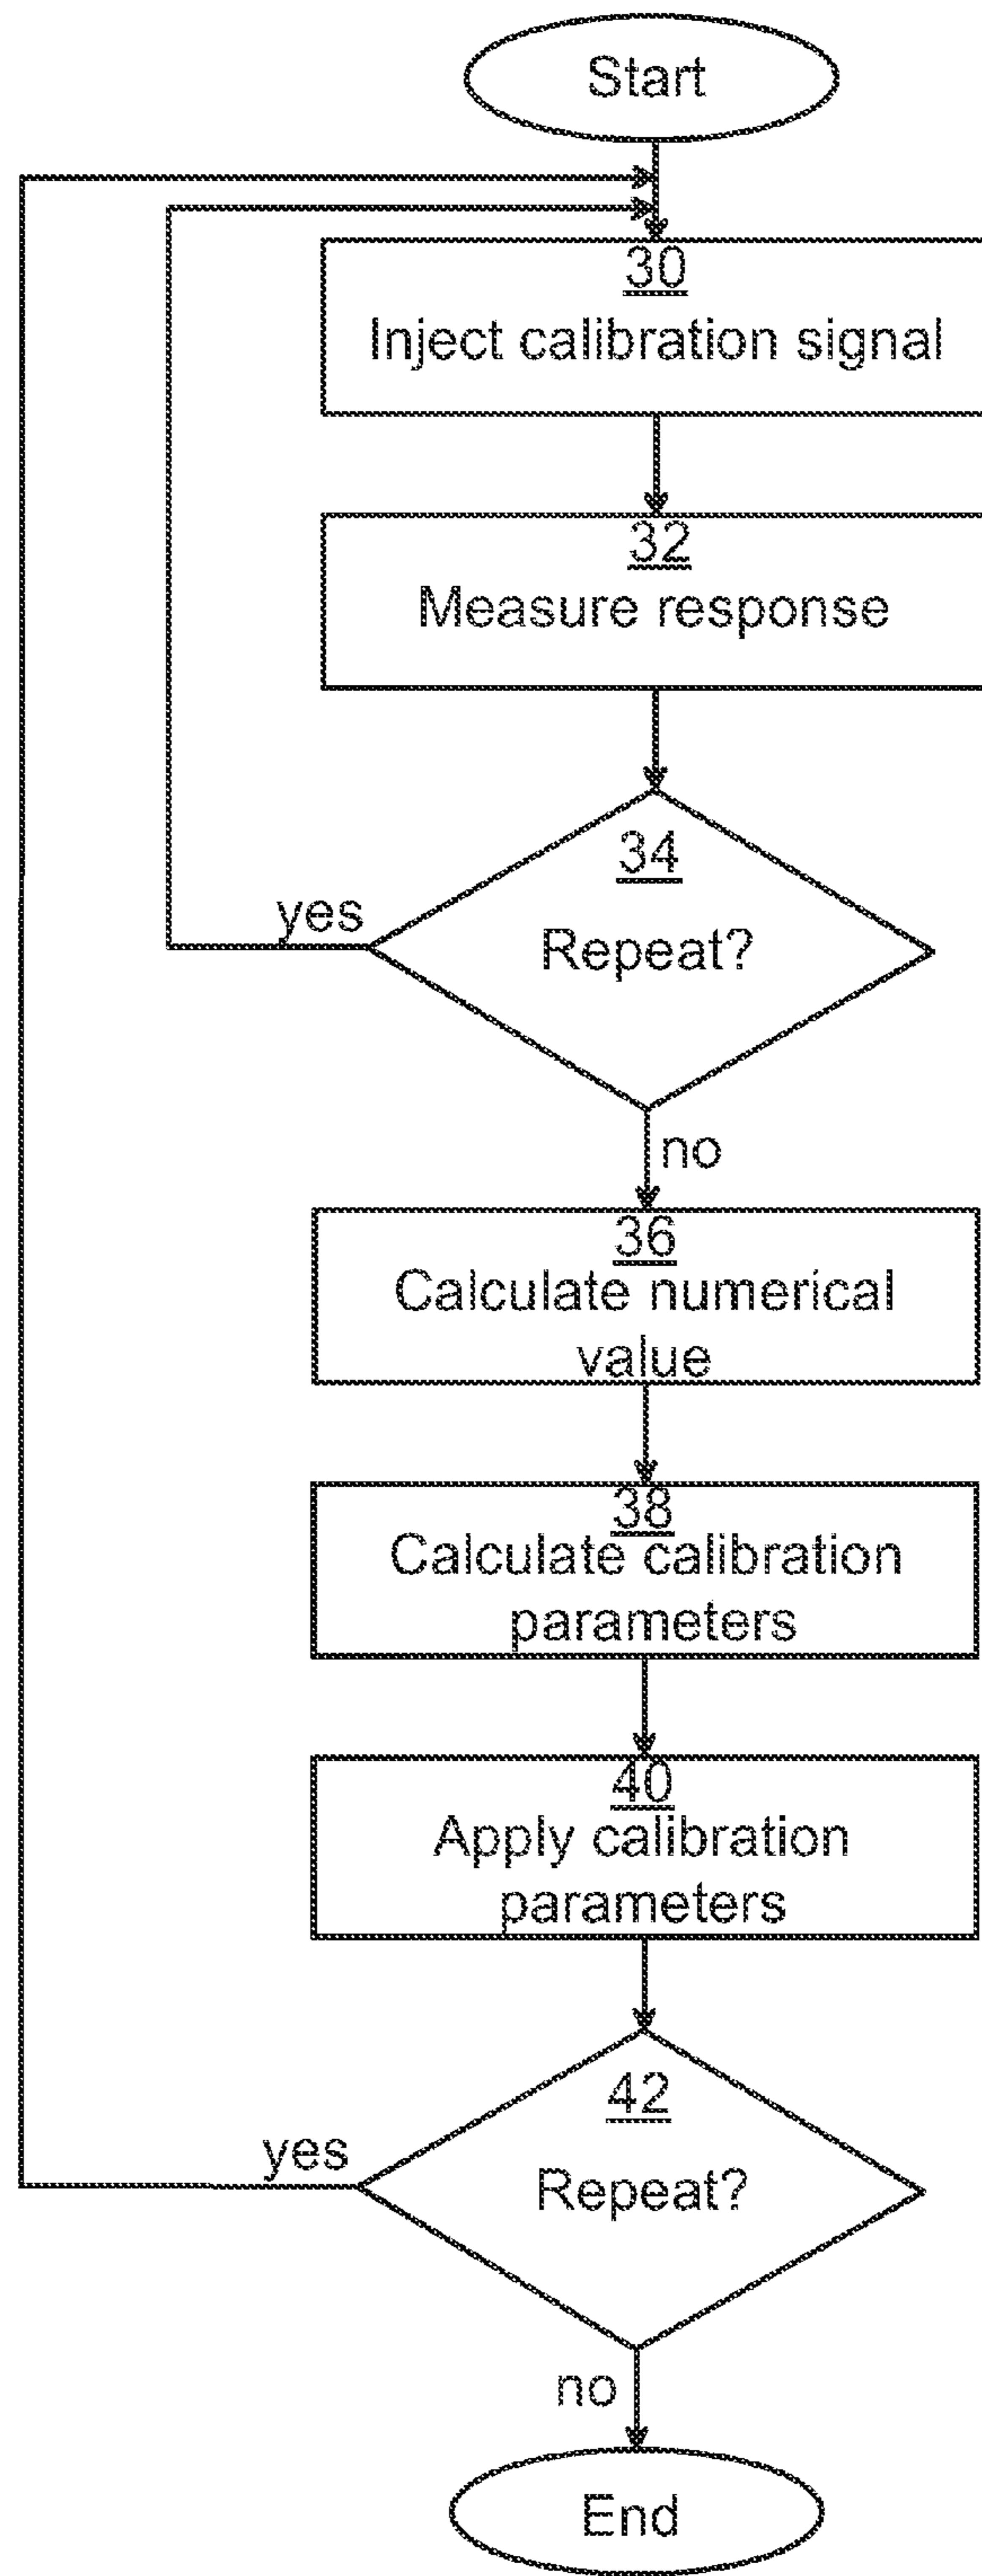 Start
30
Inject calibration signal
32
Measure response
34
yes
Repeat?
no
36
Calculate numerical
value
38
Calculate calibration
parameters
40
Apply calibration
parameters
42
yes
Repeat?
no
End